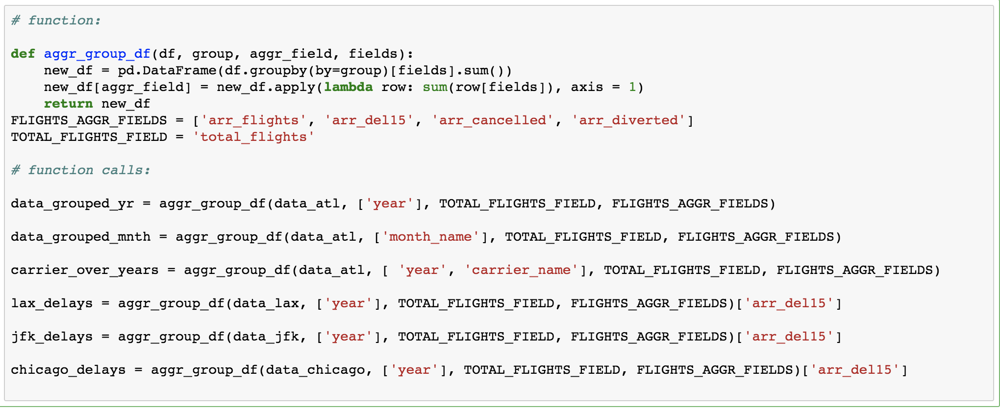 # function:
def aggr_group_df(df, group, aggr_field, fields):
    new_df = pd.DataFrame(df.groupby(by=group)[fields].sum())
    new_df[aggr_field] = new_df.apply(lambda row: sum(row[fields]), axis = 1)
    return new_df
FLIGHTS_AGGR_FIELDS = ['arr_flights', 'arr_del15', 'arr_cancelled', 'arr_diverted']
TOTAL_FLIGHTS_FIELD = 'total_flights'
# function calls:
data_grouped_yr = aggr_group_df(data_atl, ['year'], TOTAL_FLIGHTS_FIELD, FLIGHTS_AGGR_FIELDS)
data_grouped_mnth = aggr_group_df(data_atl, ['month_name'], TOTAL_FLIGHTS_FIELD, FLIGHTS_AGGR_FIELDS)
carrier_over_years = aggr_group_df(data_atl, [ 'year', 'carrier_name'], TOTAL_FLIGHTS_FIELD, FLIGHTS_AGGR_FIELDS)
lax_delays = aggr_group_df(data_lax, ['year'], TOTAL_FLIGHTS_FIELD, FLIGHTS_AGGR_FIELDS)['arr_del15']
jfk_delays = aggr_group_df(data_jfk, ['year'], TOTAL_FLIGHTS_FIELD, FLIGHTS_AGGR_FIELDS)['arr_del15']
chicago_delays = aggr_group_df(data_chicago, ['year'], TOTAL_FLIGHTS_FIELD, FLIGHTS_AGGR_FIELDS)['arr_del15']